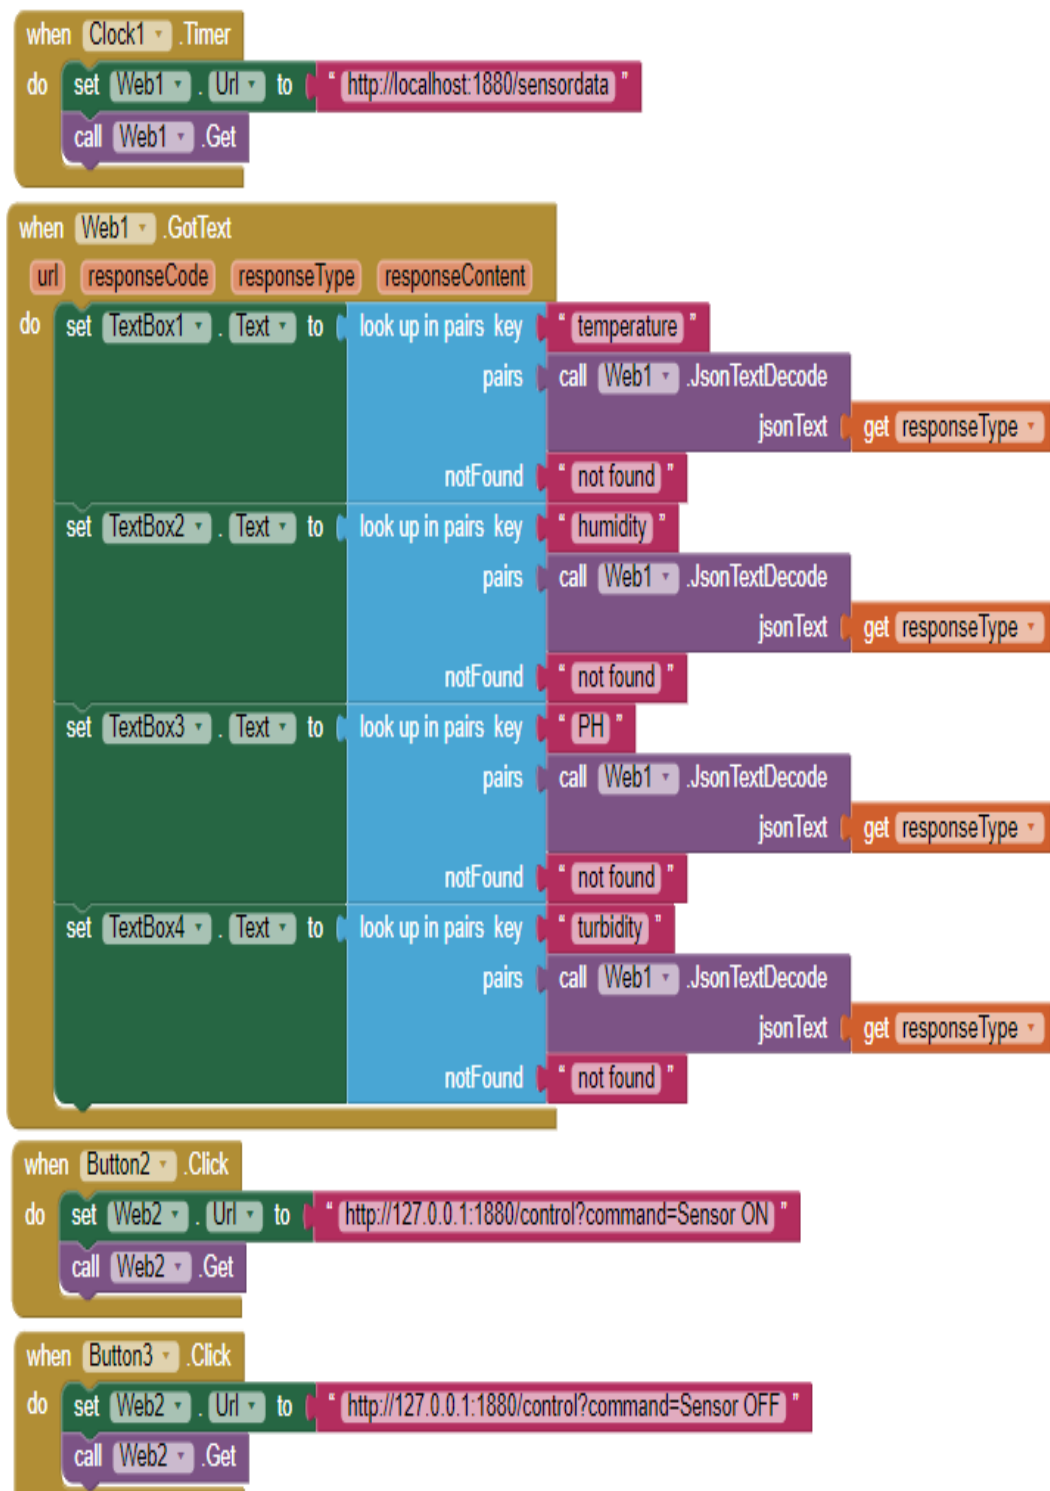 when Clock1 .Timer
do set Web1 . Url to " http://localhost:1880/sensordata "
call Web1 .Get
when Web1 .GotText
url responseCode responseType responseContent
do set TextBox1 . Text to look up in pairs key " temperature "
pairs call Web1 .JsonTextDecode
jsonText get responseType
notFound " not found "
set TextBox2 . Text to look up in pairs key " humidity "
pairs call Web1 .JsonTextDecode
jsonText get responseType
notFound " not found "
set TextBox3 . Text to look up in pairs key " PH "
pairs call Web1 .JsonTextDecode
jsonText get responseType
notFound " not found "
set TextBox4 . Text to look up in pairs key " turbidity "
pairs call Web1 .JsonTextDecode
jsonText get responseType
notFound " not found "
when Button2 .Click
do set Web2 . Url to " http://127.0.0.1:1880/control?command=Sensor ON "
call Web2 .Get
when Button3 .Click
do set Web2 . Url to " http://127.0.0.1:1880/control?command=Sensor OFF "
call Web2 .Get